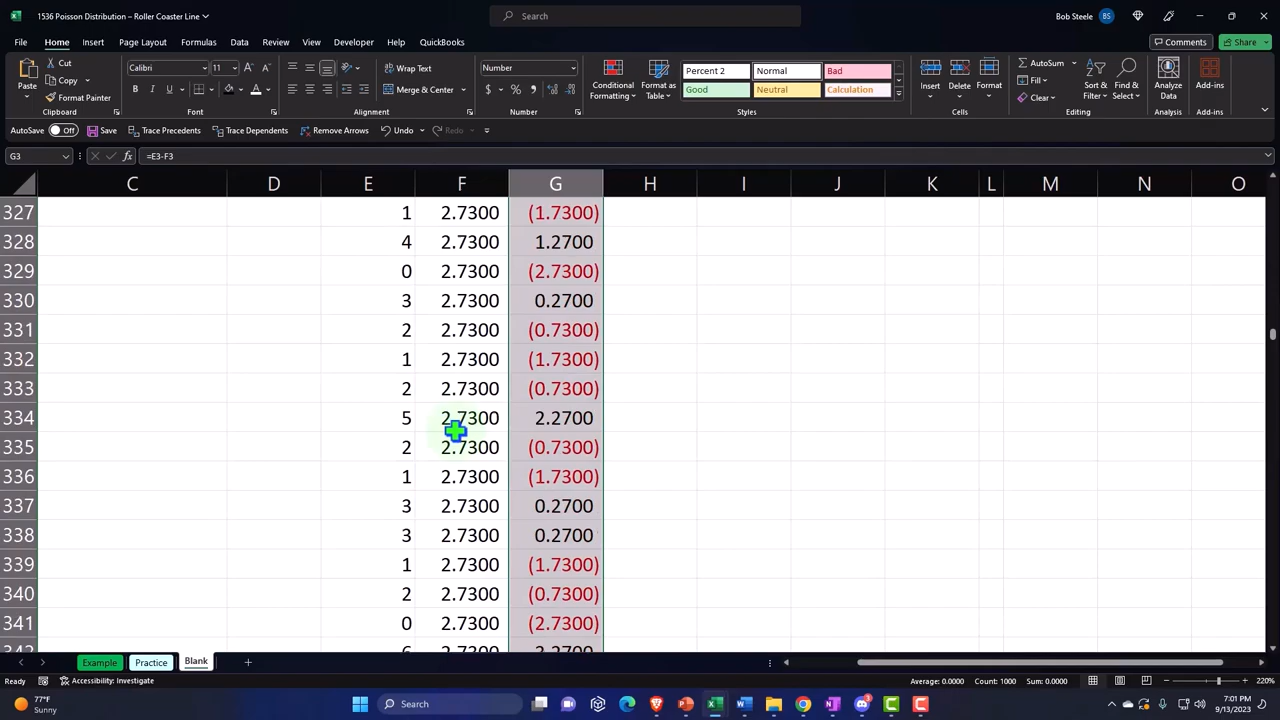 1536 Poisson Distribution – Roller Coaster Line
Search
Bob Steele BS
File Home Insert Page Layout Formulas Data Review View Developer Help QuickBooks
Comments Share
Paste Cut Copy Format Painter
Clipboard
Calibri 11
B I U
Font
Wrap Text
Merge & Center
Alignment
Number
$ % ,
Number
Conditional Formatting Format as Table
Percent 2 Normal Bad
Good Neutral Calculation
Styles
Insert Delete Format
Cells
AutoSum
Fill
Clear
Sort & Filter Find & Select
Editing
Analyze Data
Analysis
Add-ins
Add-ins
AutoSave Off Save Trace Precedents Trace Dependents Remove Arrows Undo Redo
G3 fx =E3-F3
C D E F G H I J K L M N O
327 1 2.7300 (1.7300)
328 4 2.7300 1.2700
329 0 2.7300 (2.7300)
330 3 2.7300 0.2700
331 2 2.7300 (0.7300)
332 1 2.7300 (1.7300)
333 2 2.7300 (0.7300)
334 5 2.7300 2.2700
335 2 2.7300 (0.7300)
336 1 2.7300 (1.7300)
337 3 2.7300 0.2700
338 3 2.7300 0.2700
339 1 2.7300 (1.7300)
340 2 2.7300 (0.7300)
341 0 2.7300 (2.7300)
342 6 2.7300 3.2700
Example Practice Blank
Ready Accessibility: Investigate Average: 0.0000 Count: 1000 Sum: 0.0000 220%
77°F
Sunny
Search
7:01 PM
9/13/2023